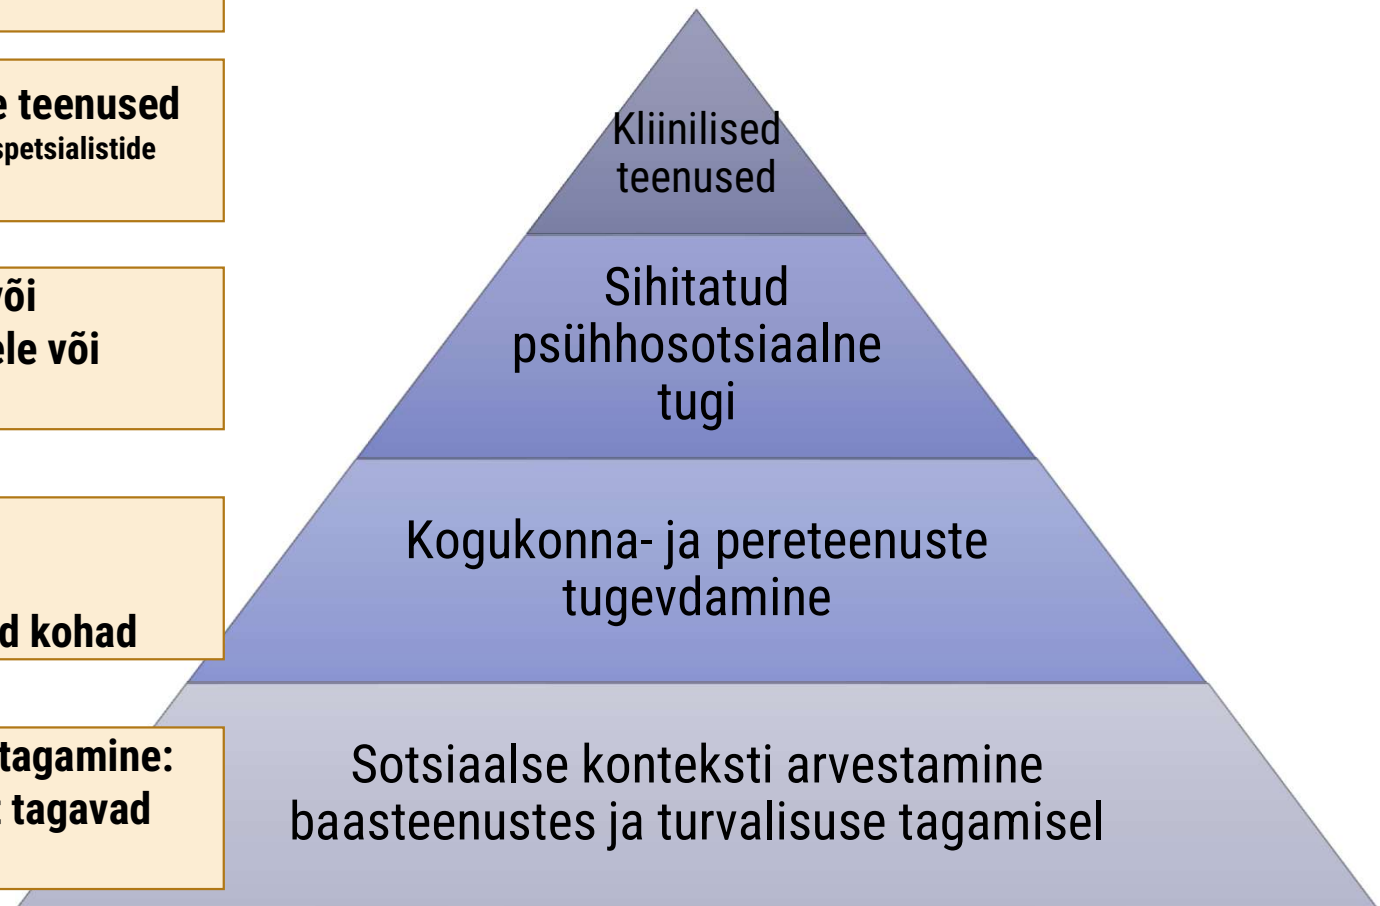 teenused
spetsialistide
Kliinilised
teenused
või
või
Sihitatud
psühhosotsiaalne
tugi
kohad
Kogukonna- ja pereteenuste
tugevdamine
tagamine:
tagavad
Sotsiaalse konteksti arvestamine
baasteenustes ja turvalisuse tagamisel